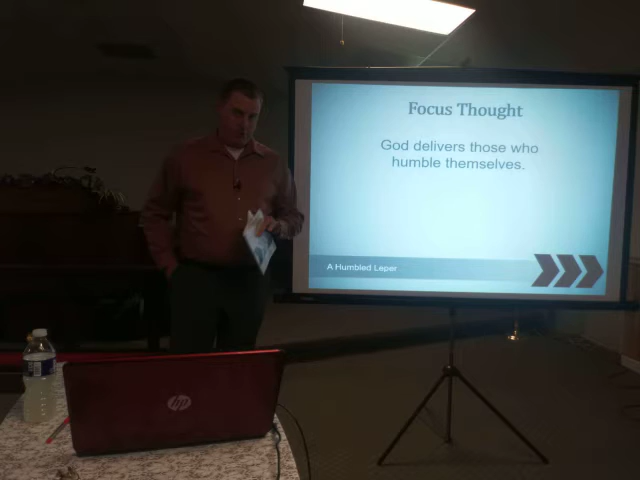 Focus Thought
God delivers those who
humble themselves.
A Humbled Leper
hp